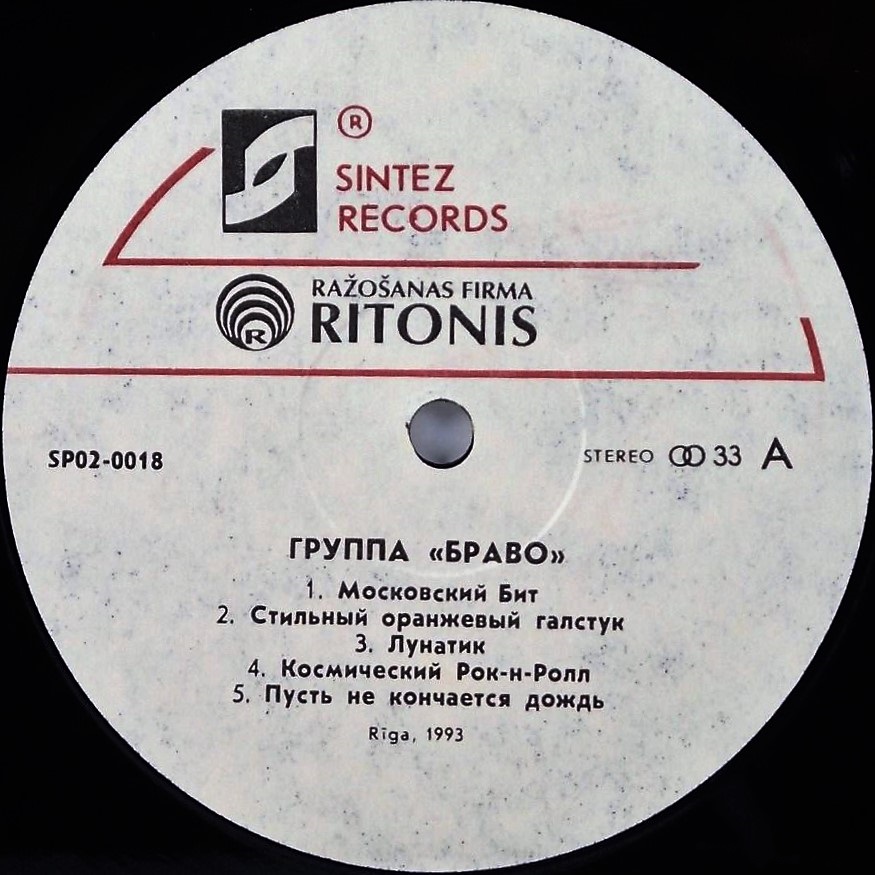 ®
SINTEZ
RECORDS
RAŽOŠANAS FIRMA
RITONIS
R
SP02-0018
STEREO 33 A
ГРУППА «БРАВО»
1. Московский Бит
2. Стильный оранжевый галстук
3. Лунатик
4. Космический Рок-н-Ролл
5. Пусть не кончается дождь
Rīga, 1993